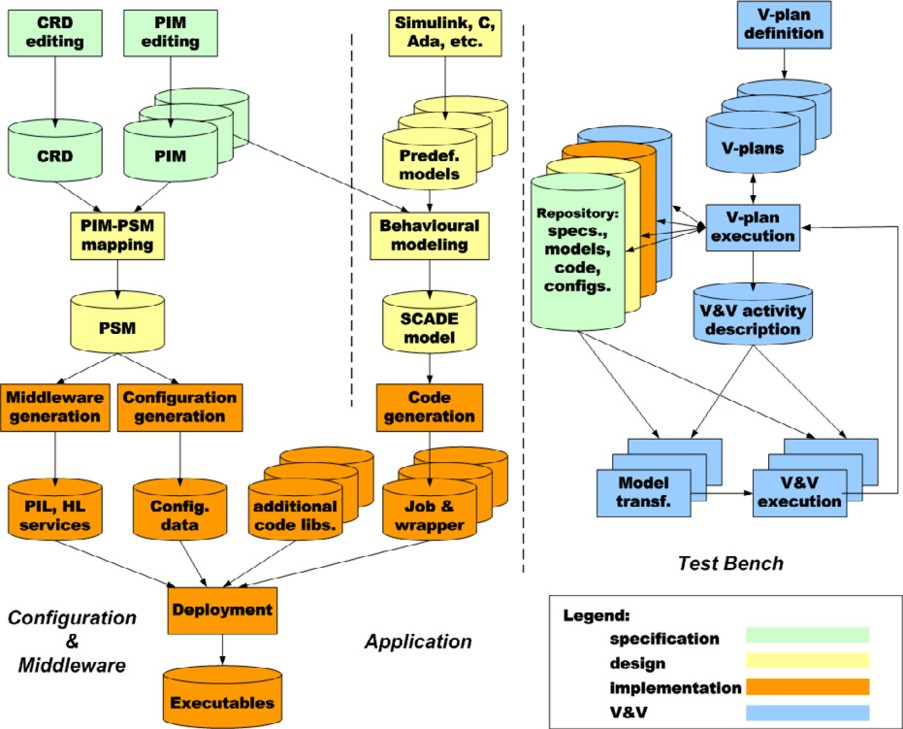 CRD
editing
PIM
editing
Simulink, C,
Ada, etc.
V-plan
definition
CRD
PIM
Predef.
models
V-plans
PIM-PSM
mapping
Behavioural
modeling
Repository:
specs.,
models,
code,
configs.
V-plan
execution
PSM
SCADE
model
V&V activity
description
Middleware
generation
Configuration
generation
Code
generation
PIL, HL
services
Config.
data
additional
code libs.
Job &
wrapper
Model
transf.
V&V
execution
Test Bench
Deployment
Configuration
&
Middleware
Application
Executables
Legend:
specification
design
implementation
V&V